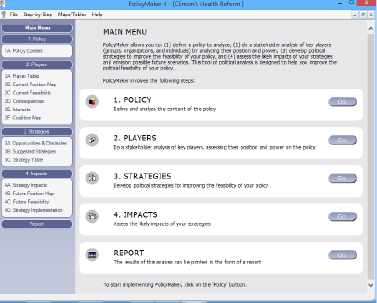 PolicyMaker 4 - [Clinton's Health Reform]
File Step-by-Step Maps/Tables Help
Main Menu
1. Policy
1A Policy Content
2. Players
2A Player Table
2B Current Position Map
2C Current Feasibility
2D Consequences
2E Interests
2F Coalition Map
3. Strategies
3A Opportunities & Obstacles
3B Suggested Strategies
3C Strategy Table
4. Impacts
4A Strategy Impacts
4B Future Position Map
4C Future Feasibility
4D Strategy Implementation
Report
MAIN MENU
PolicyMaker allows you to: (1) define a policy to analyze, (2) do a stakeholder analysis of key players
(groups, organizations, and individuals) by analyzing their position and power, (3) develop political
strategies to improve the feasibility of your policy, and (4) assess the likely impacts of your strategies
and envision possible future scenarios. This tool of political analysis is designed to help you improve the
political feasibility of your policy.
PolicyMaker involves the following steps:
1. POLICY
Define and analyze the content of the policy
Go
2. PLAYERS
Do a stakeholder analysis of key players, assessing their position and power on the policy
Go
3. STRATEGIES
Develop political strategies for improving the feasibility of your policy
Go
4. IMPACTS
Assess the likely impacts of your strategies
Go
REPORT
The results of this analysis can be printed in the form of a report
Go
To start implementing PolicyMaker, click on the 'Policy' button.